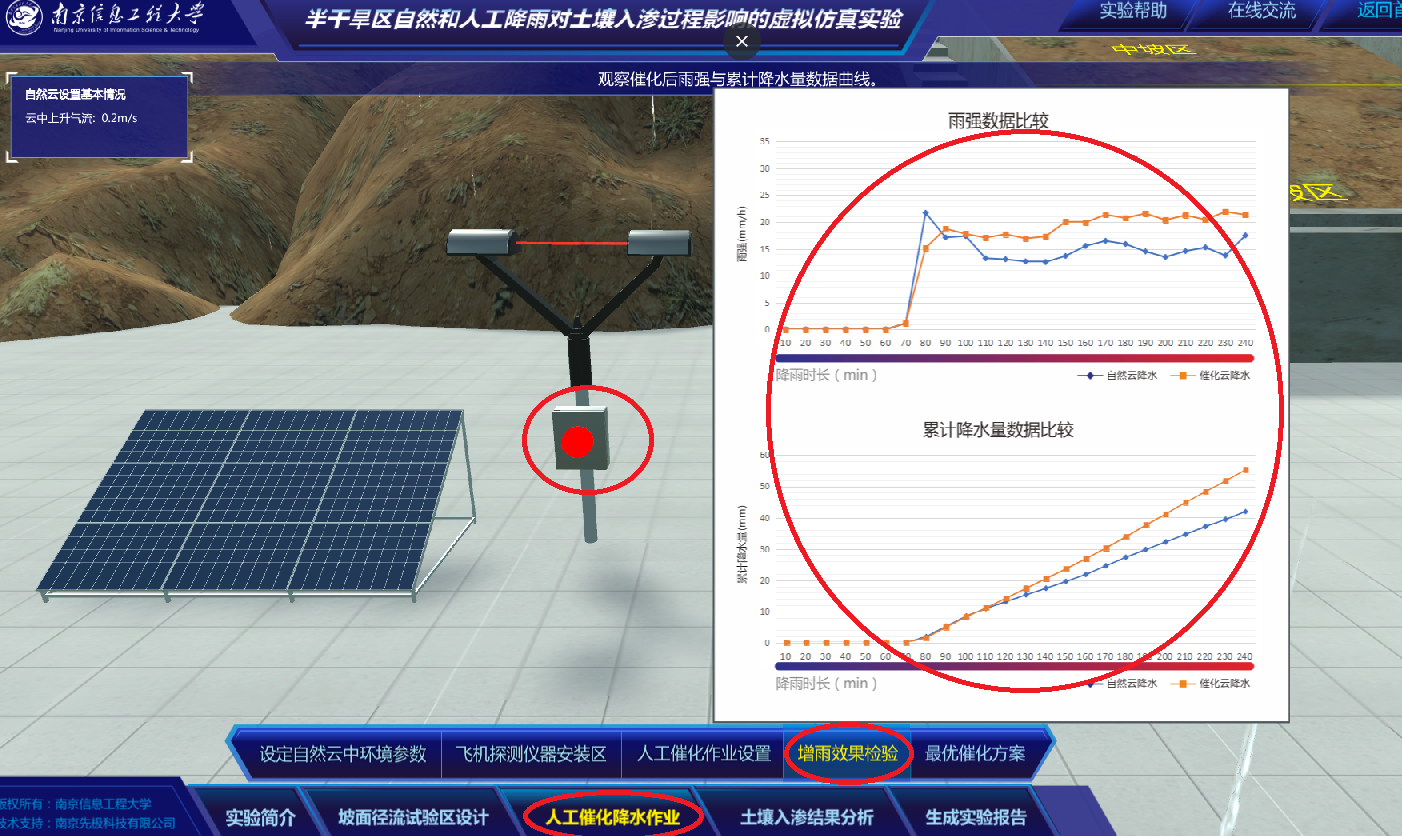 南京信息工程大学
Nanjing University of Information Science & Technology
半干旱区自然和人工降雨对土壤入渗过程影响的虚拟仿真实验
实验帮助
在线交流
返回首
中坡区
观察催化后雨强与累计降水量数据曲线。
自然云设置基本情况
云中上升气流: 0.2m/s
雨强数据比较
35
30
25
20
15
10
5
0
雨强(mm/h)
10 20 30 40 50 60 70 80 90 100 110 120 130 140 150 160 170 180 190 200 210 220 230 240
降雨时长 ( min )
自然云降水 催化云降水
累计降水量数据比较
60
50
40
30
20
10
0
累计降水量(mm)
10 20 30 40 50 60 70 80 90 100 110 120 130 140 150 160 170 180 190 200 210 220 230 240
降雨时长 ( min )
自然云降水 催化云降水
设定自然云中环境参数
飞机探测仪器安装区
人工催化作业设置
增雨效果检验
最优催化方案
版权所有：南京信息工程大学
技术支持：南京先极科技有限公司
实验简介
坡面径流试验区设计
人工催化降水作业
土壤入渗结果分析
生成实验报告